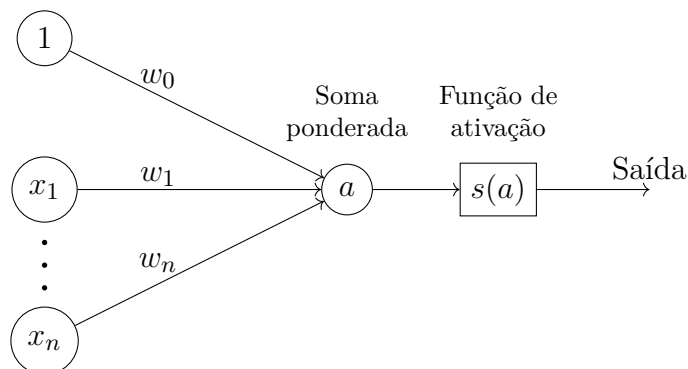 1
w₀
Soma
ponderada
Função de
ativação
x₁
w₁
a
s(a)
Saída
wₙ
xₙ